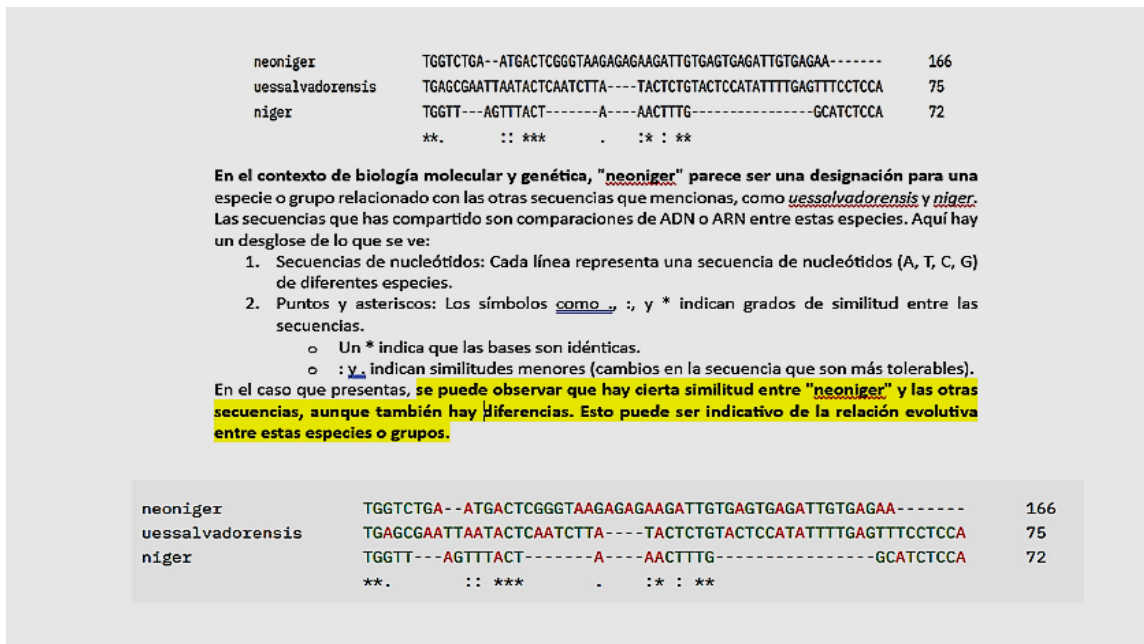 neoniger TGGTCTGA--ATGACTCGGGTAAGAGAGAAGATTGTGAGTGAGATTGTGAGAA------- 166
uessalvadorensis TGAGCGAATTAATACTCAATCTTA----TACTCTGTACTCCATATTTTGAGTTTCCTCCA 75
niger TGGTT---AGTTTACT-------A----AACTTTG---------------GCATCTCCA 72
**. :: *** . :* : **
En el contexto de biología molecular y genética, "neoniger" parece ser una designación para una
especie o grupo relacionado con las otras secuencias que mencionas, como uessalvadorensis y niger.
Las secuencias que has compartido son comparaciones de ADN o ARN entre estas especies. Aquí hay
un desglose de lo que se ve:
1. Secuencias de nucleótidos: Cada línea representa una secuencia de nucleótidos (A, T, C, G)
de diferentes especies.
2. Puntos y asteriscos: Los símbolos como ., :, y * indican grados de similitud entre las
secuencias.
o Un * indica que las bases son idénticas.
o : y . indican similitudes menores (cambios en la secuencia que son más tolerables).
En el caso que presentas, se puede observar que hay cierta similitud entre "neoniger" y las otras
secuencias, aunque también hay diferencias. Esto puede ser indicativo de la relación evolutiva
entre estas especies o grupos.
neoniger TGGTCTGA--ATGACTCGGGTAAGAGAGAAGATTGTGAGTGAGATTGTGAGAA------- 166
uessalvadorensis TGAGCGAATTAATACTCAATCTTA----TACTCTGTACTCCATATTTTGAGTTTCCTCCA 75
niger TGGTT---AGTTTACT-------A----AACTTTG----------------GCATCTCCA 72
**. :: *** . :* : **